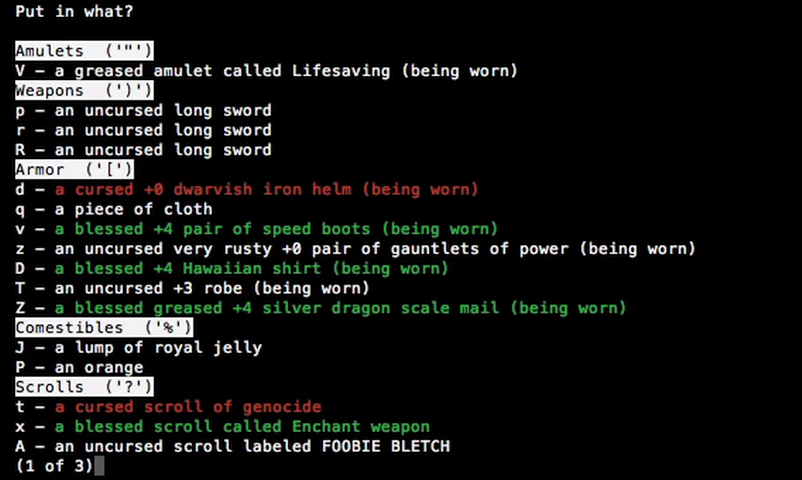 Put in what?
Amulets ('"')
V – a greased amulet called Lifesaving (being worn)
Weapons (')')
p – an uncursed long sword
r – an uncursed long sword
R – an uncursed long sword
Armor ('[')
d – a cursed +0 dwarvish iron helm (being worn)
q – a piece of cloth
v – a blessed +4 pair of speed boots (being worn)
z – an uncursed very rusty +0 pair of gauntlets of power (being worn)
D – a blessed +4 Hawaiian shirt (being worn)
T – an uncursed +3 robe (being worn)
Z – a blessed greased +4 silver dragon scale mail (being worn)
Comestibles ('%')
J – a lump of royal jelly
P – an orange
Scrolls ('?')
t – a cursed scroll of genocide
x – a blessed scroll called Enchant weapon
A – an uncursed scroll labeled FOOBIE BLETCH
(1 of 3)